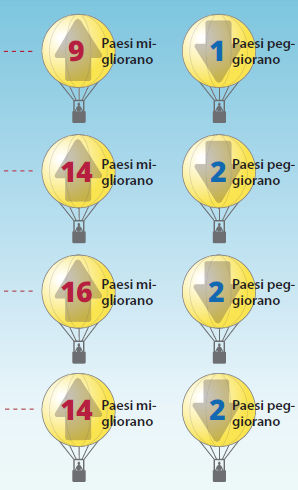 9 Paesi mi-
gliorano
1 Paesi peg-
giorano
14 Paesi mi-
gliorano
2 Paesi peg-
giorano
16 Paesi mi-
gliorano
2 Paesi peg-
giorano
14 Paesi mi-
gliorano
2 Paesi peg-
giorano